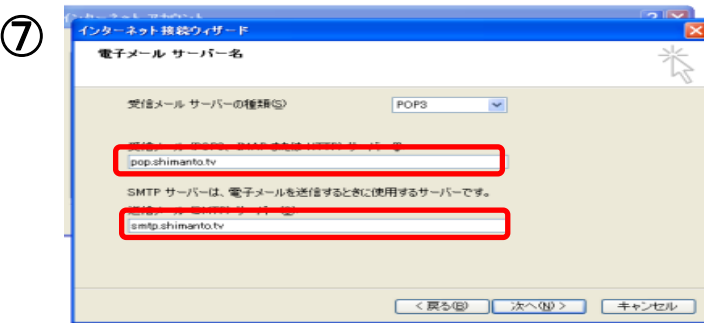 ⑦
インターネット接続ウィザード
電子メール サーバー名
受信メール サーバーの種類(S)
POP3
pop.shimanto.tv
SMTP サーバーは、電子メールを送信するときに使用するサーバーです。
smtp.shimanto.tv
< 戻る(B)
次へ(N) >
キャンセル